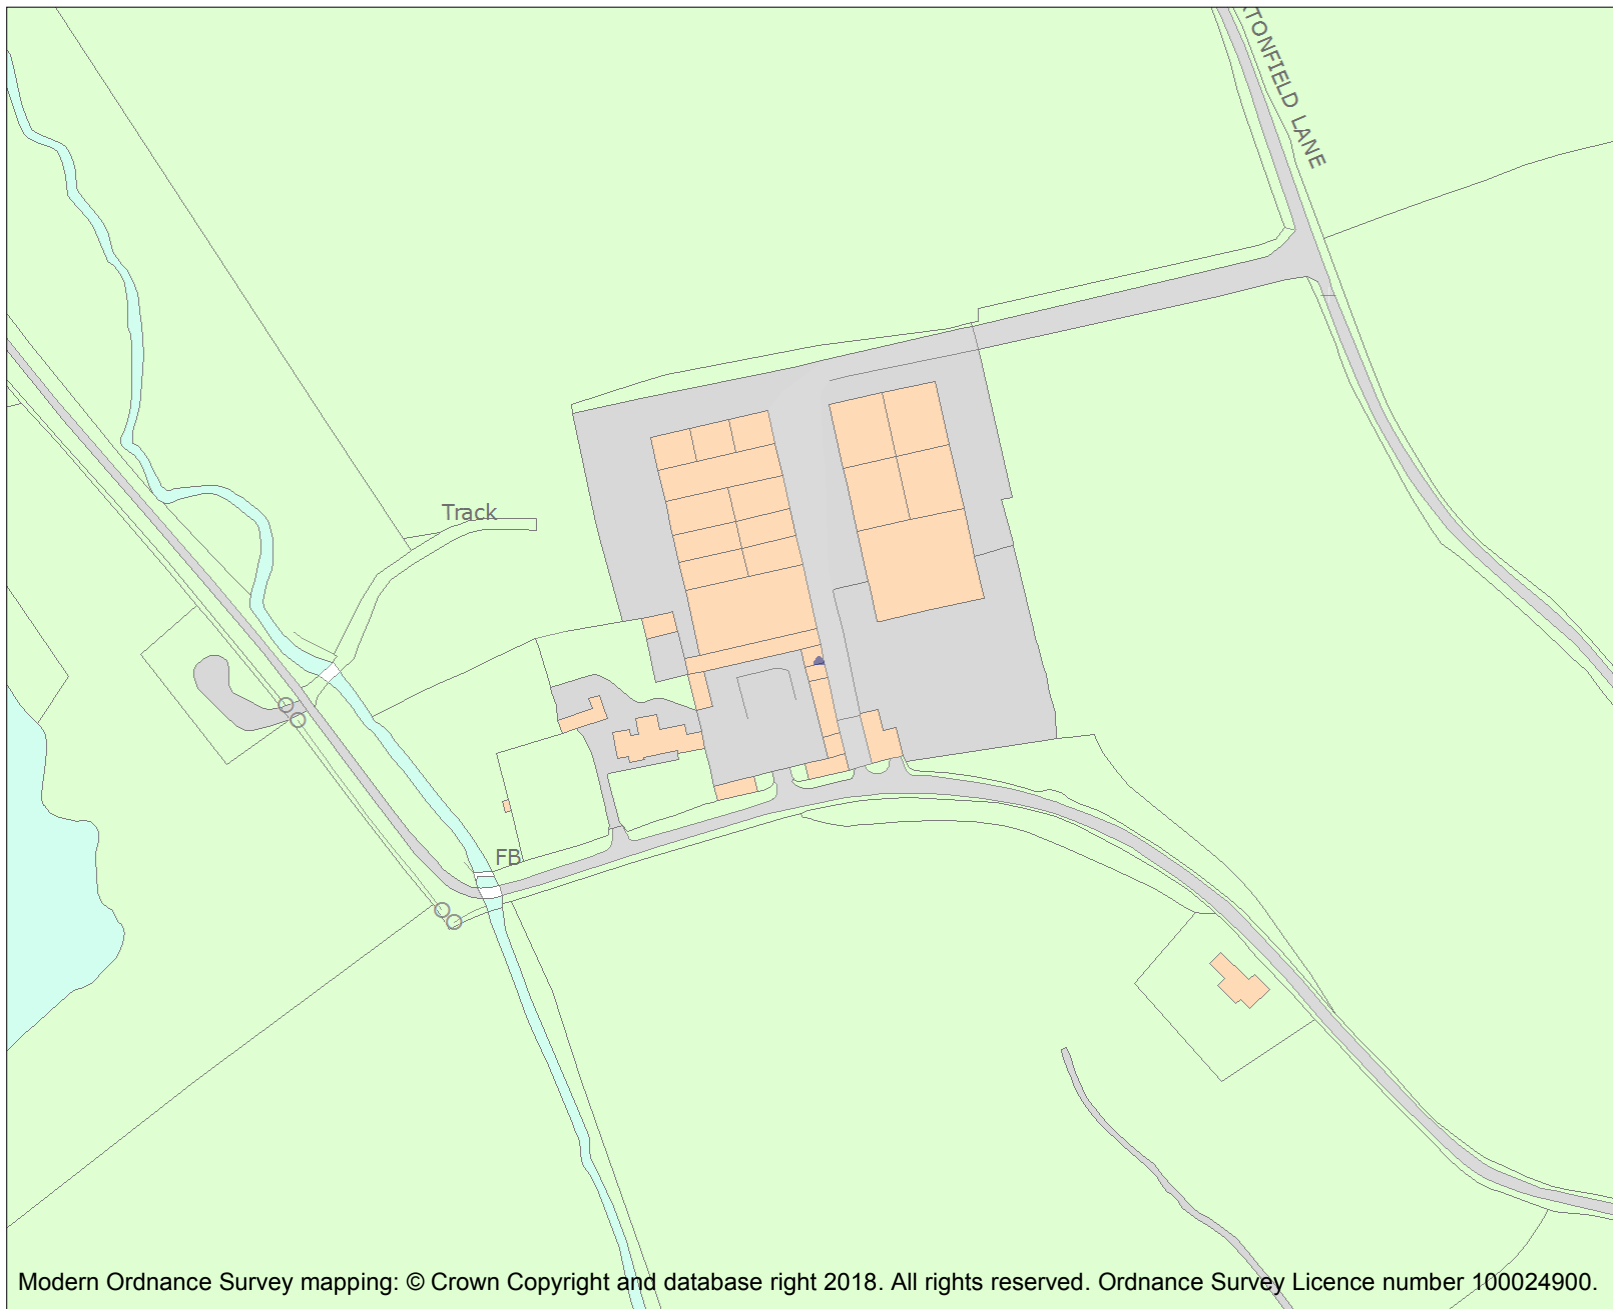 TONFIELD LANE
Track
FB
Modern Ordnance Survey mapping: © Crown Copyright and database right 2018. All rights reserved. Ordnance Survey Licence number 100024900.